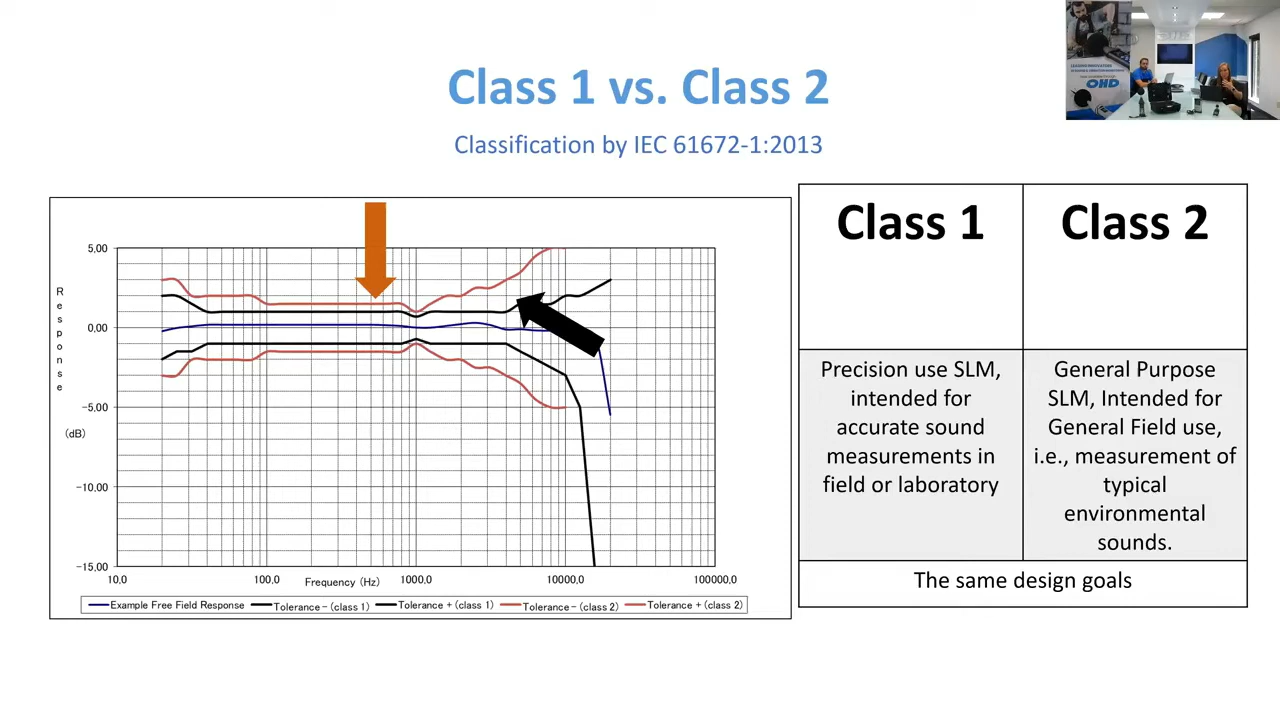 Class 1 vs. Class 2
Classification by IEC 61672-1:2013
OHD
Response
(dB)
5,00
0,00
−5,00
−10,00
−15,00
10,0
100,0
1000,0
10000,0
100000,0
Frequency (Hz)
Example Free Field Response
Tolerance − (class 1)
Tolerance + (class 1)
Tolerance − (class 2)
Tolerance + (class 2)
Class 1
Class 2
Precision use SLM,
intended for
accurate sound
measurements in
field or laboratory
General Purpose
SLM, Intended for
General Field use,
i.e., measurement of
typical
environmental
sounds.
The same design goals